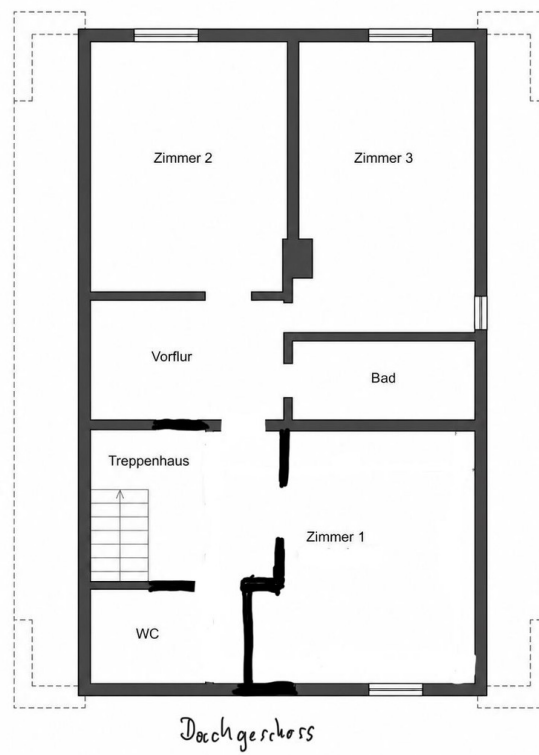 Zimmer 2
Zimmer 3
Vorflur
Bad
Treppenhaus
Zimmer 1
WC
Dachgeschoss